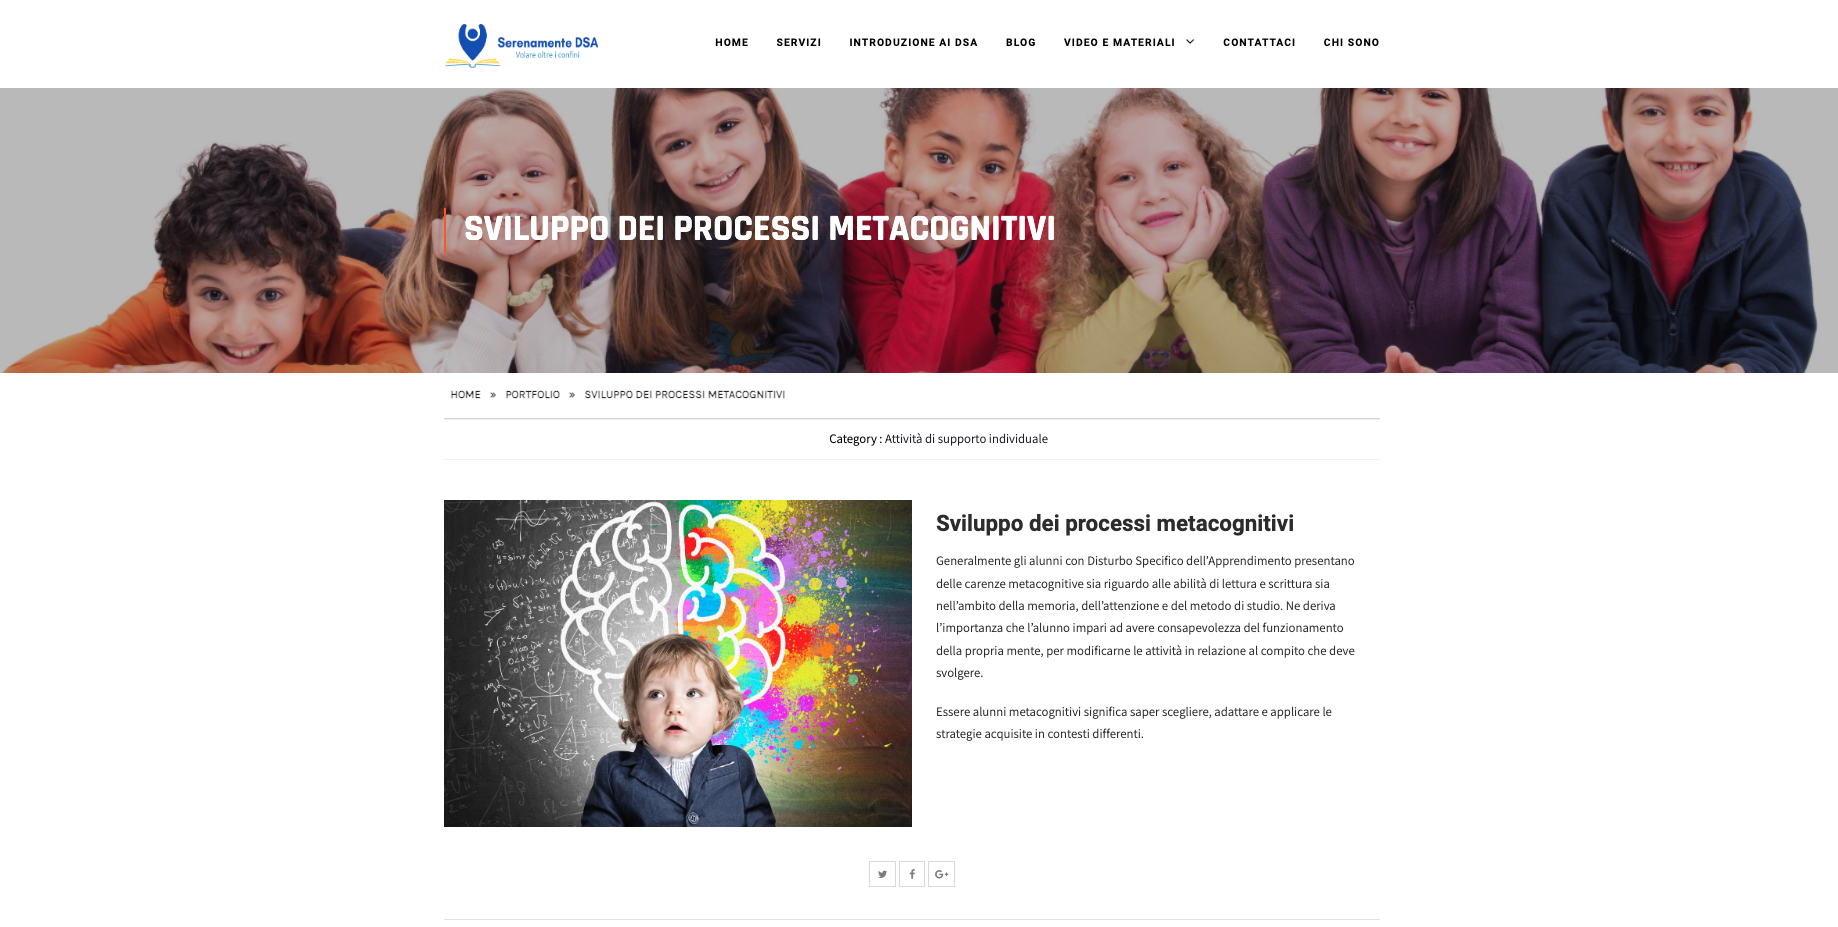 Serenamente DSA
Volare oltre i confini
HOME SERVIZI INTRODUZIONE AI DSA BLOG VIDEO E MATERIALI CONTATTACI CHI SONO
SVILUPPO DEI PROCESSI METACOGNITIVI
HOME » PORTFOLIO » SVILUPPO DEI PROCESSI METACOGNITIVI
Category : Attività di supporto individuale
Sviluppo dei processi metacognitivi
Generalmente gli alunni con Disturbo Specifico dell’Apprendimento presentano
delle carenze metacognitive sia riguardo alle abilità di lettura e scrittura sia
nell’ambito della memoria, dell’attenzione e del metodo di studio. Ne deriva
l’importanza che l’alunno impari ad avere consapevolezza del funzionamento
della propria mente, per modificarne le attività in relazione al compito che deve
svolgere.
Essere alunni metacognitivi significa saper scegliere, adattare e applicare le
strategie acquisite in contesti differenti.